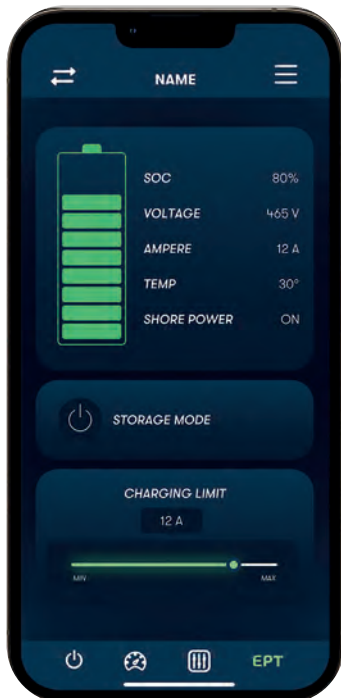 NAME
SOC 80%
VOLTAGE 465 V
AMPERE 12 A
TEMP 30°
SHORE POWER ON
STORAGE MODE
CHARGING LIMIT
12 A
MIN MAX
EPT